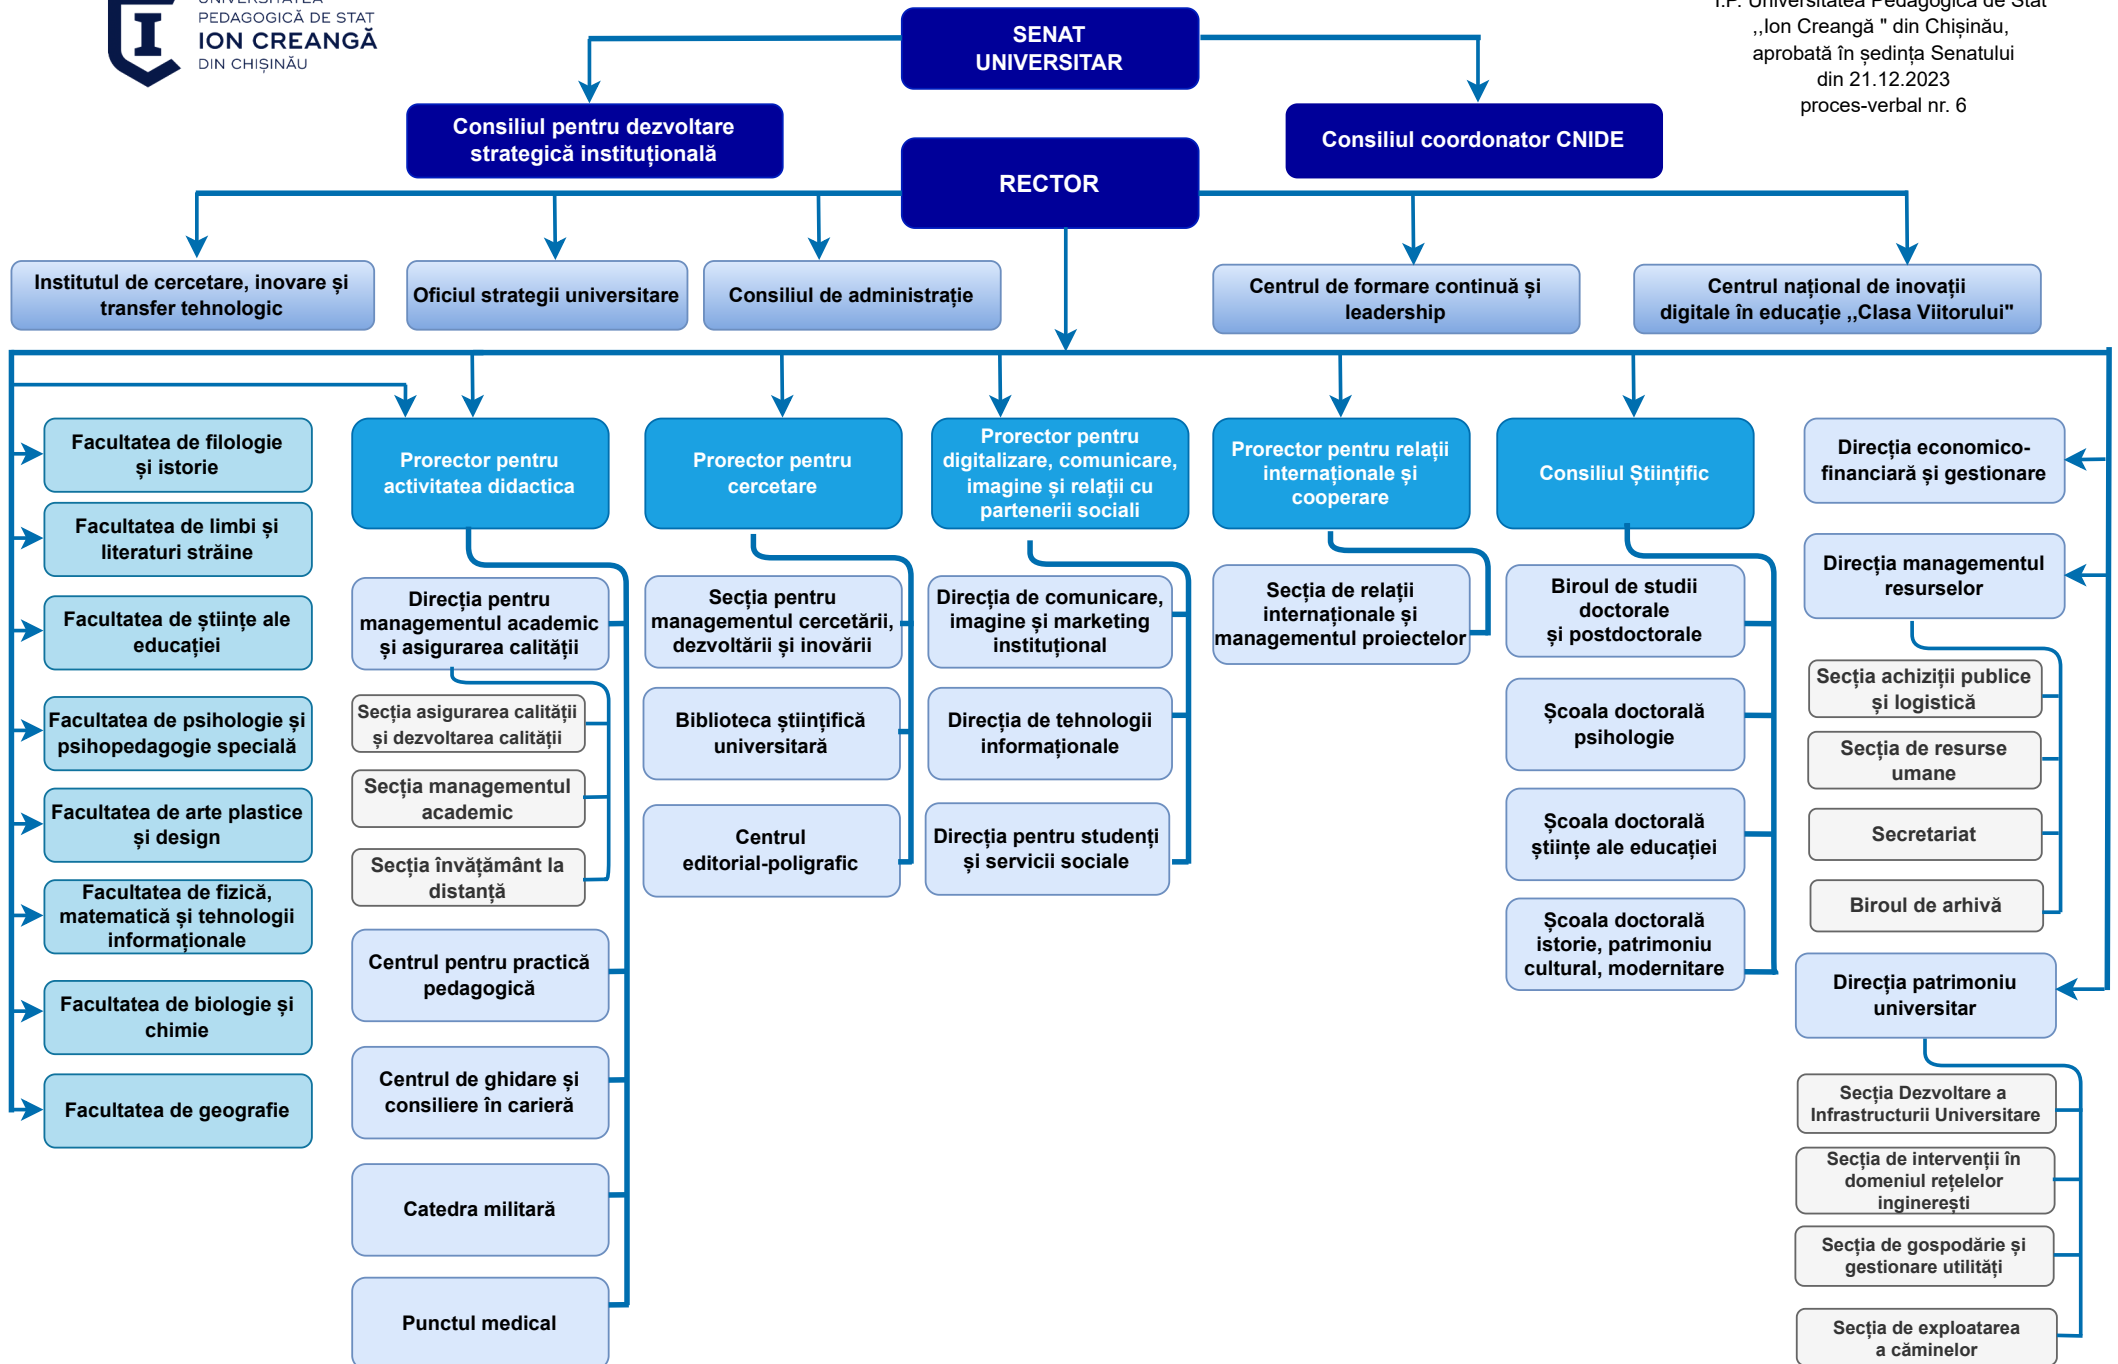 UNIVERSITATEA
PEDAGOGICĂ DE STAT
ION CREANGĂ
DIN CHIȘINĂU
I.P. Universitatea Pedagogică de Stat
,,Ion Creangă " din Chișinău,
aprobată în ședința Senatului
din 21.12.2023
proces-verbal nr. 6
SENAT
UNIVERSITAR
Consiliul pentru dezvoltare
strategică instituțională
Consiliul coordonator CNIDE
RECTOR
Institutul de cercetare, inovare și
transfer tehnologic
Oficiul strategii universitare
Consiliul de administrație
Centrul de formare continuă și
leadership
Centrul național de inovații
digitale în educație ,,Clasa Viitorului"
Facultatea de filologie
și istorie
Facultatea de limbi și
literaturi străine
Facultatea de științe ale
educației
Facultatea de psihologie și
psihopedagogie specială
Facultatea de arte plastice
și design
Facultatea de fizică,
matematică și tehnologii
informaționale
Facultatea de biologie și
chimie
Facultatea de geografie
Prorector pentru
activitatea didactica
Direcția pentru
managementul academic
și asigurarea calității
Secția asigurarea calității
și dezvoltarea calității
Secția managementul
academic
Secția învățământ la
distanță
Centrul pentru practică
pedagogică
Centrul de ghidare și
consiliere în carieră
Catedra militară
Punctul medical
Prorector pentru
cercetare
Secția pentru
managementul cercetării,
dezvoltării și inovării
Biblioteca științifică
universitară
Centrul
editorial-poligrafic
Prorector pentru
digitalizare, comunicare,
imagine și relații cu
partenerii sociali
Direcția de comunicare,
imagine și marketing
instituțional
Direcția de tehnologii
informaționale
Direcția pentru studenți
și servicii sociale
Prorector pentru relații
internaționale și
cooperare
Secția de relații
internaționale și
managementul proiectelor
Consiliul Științific
Biroul de studii
doctorale
și postdoctorale
Școala doctorală
psihologie
Școala doctorală
științe ale educației
Școala doctorală
istorie, patrimoniu
cultural, modernitare
Direcția economico-
financiară și gestionare
Direcția managementul
resurselor
Secția achiziții publice
și logistică
Secția de resurse
umane
Secretariat
Biroul de arhivă
Direcția patrimoniu
universitar
Secția Dezvoltare a
Infrastructurii Universitare
Secția de intervenții în
domeniul rețelelor
inginerești
Secția de gospodărie și
gestionare utilități
Secția de exploatarea
a căminelor